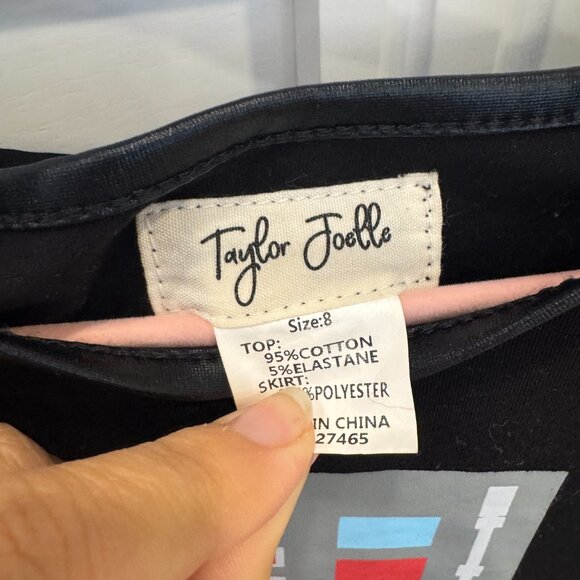 Taylor Joelle
Size:8
TOP:
95%COTTON
5%ELASTANE
SKIRT:
%POLYESTER
IN CHINA
27465